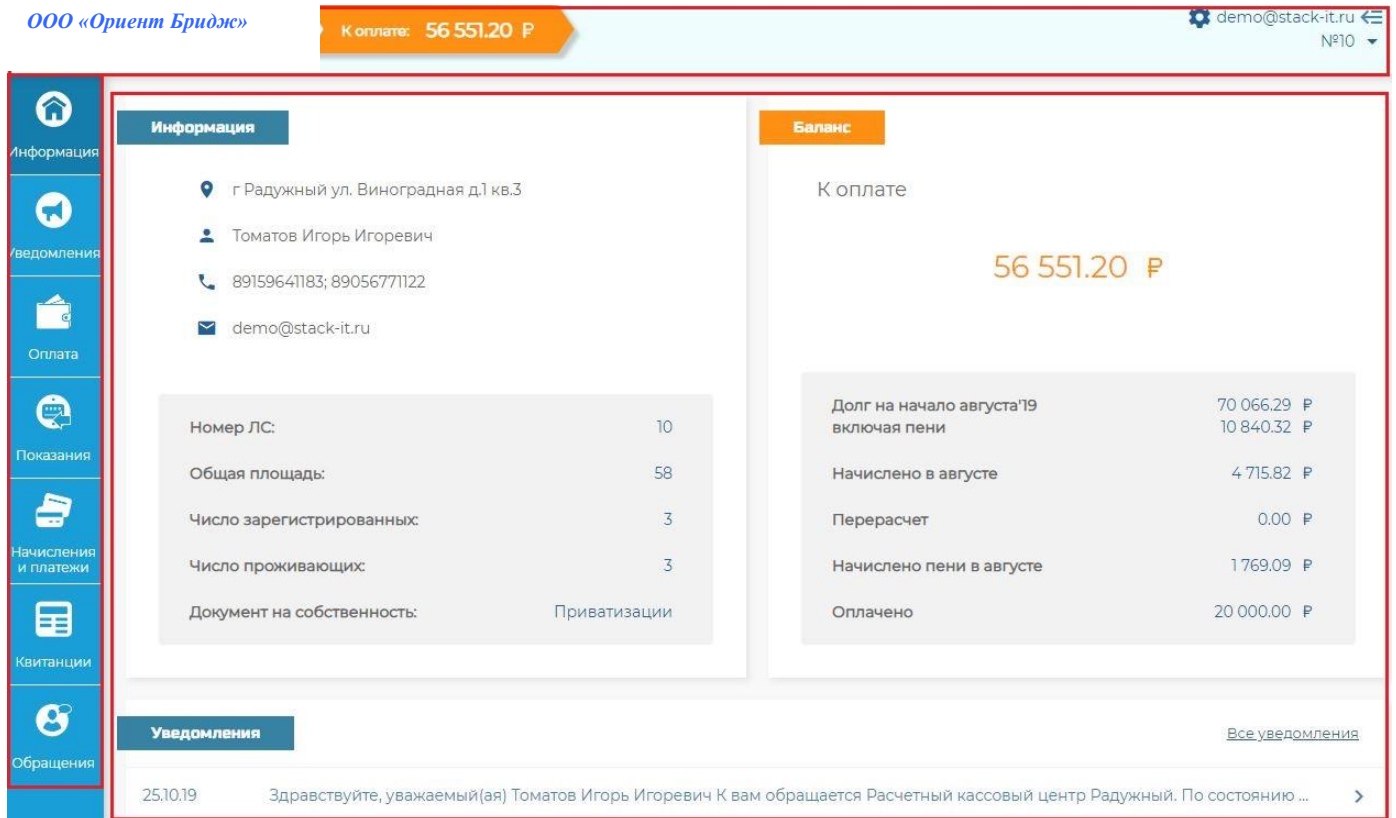 ООО «Ориент Бридж»
К оплате: 56 551.20 ₽
demo@stack-it.ru
№10
Информация
Уведомления
Оплата
Показания
Начисления
и платежи
Квитанции
Обращения
Информация
г Радужный ул. Виноградная д.1 кв.3
Томатов Игорь Игоревич
89159641183; 89056771122
demo@stack-it.ru
Номер ЛС: 10
Общая площадь: 58
Число зарегистрированных: 3
Число проживающих: 3
Документ на собственность: Приватизации
Баланс
К оплате
56 551.20 ₽
Долг на начало августа'19 70 066.29 ₽
включая пени 10 840.32 ₽
Начислено в августе 4 715.82 ₽
Перерасчет 0.00 ₽
Начислено пени в августе 1 769.09 ₽
Оплачено 20 000.00 ₽
Уведомления
Все уведомления
25.10.19 Здравствуйте, уважаемый(ая) Томатов Игорь Игоревич К вам обращается Расчетный кассовый центр Радужный. По состоянию ...